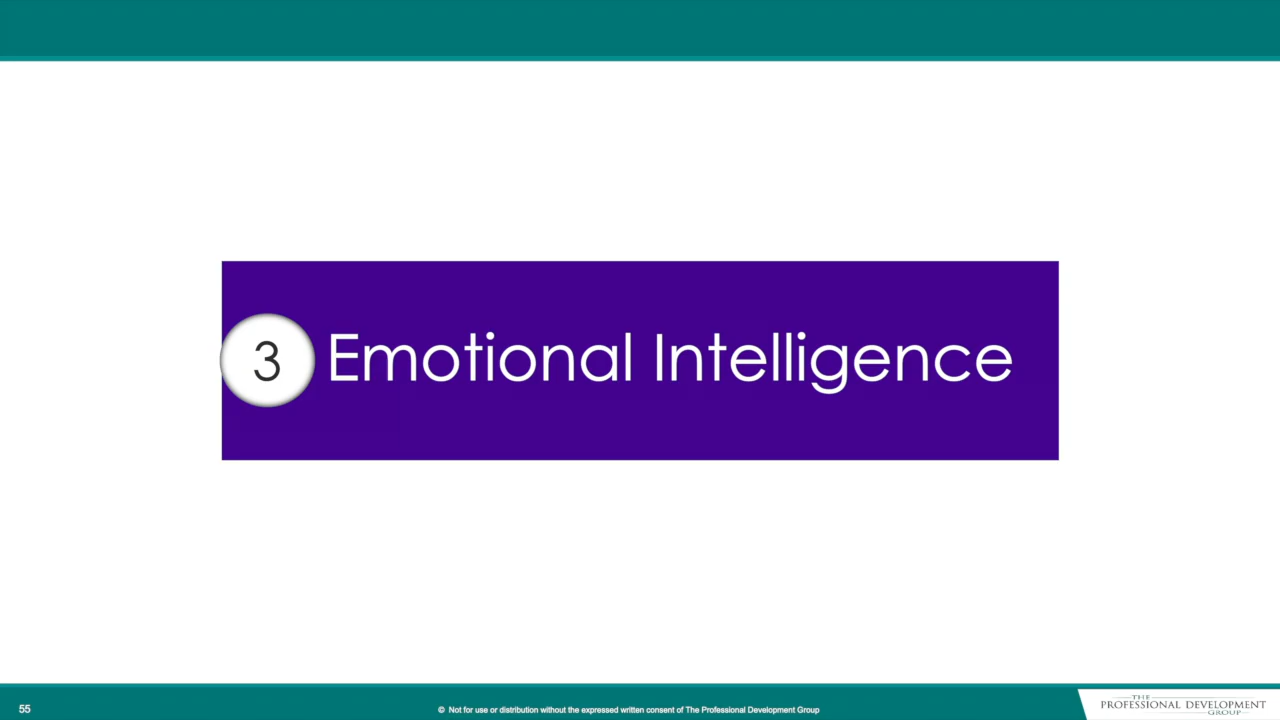 3 Emotional Intelligence
55
© Not for use or distribution without the expressed written consent of The Professional Development Group
THE
PROFESSIONAL DEVELOPMENT
GROUP